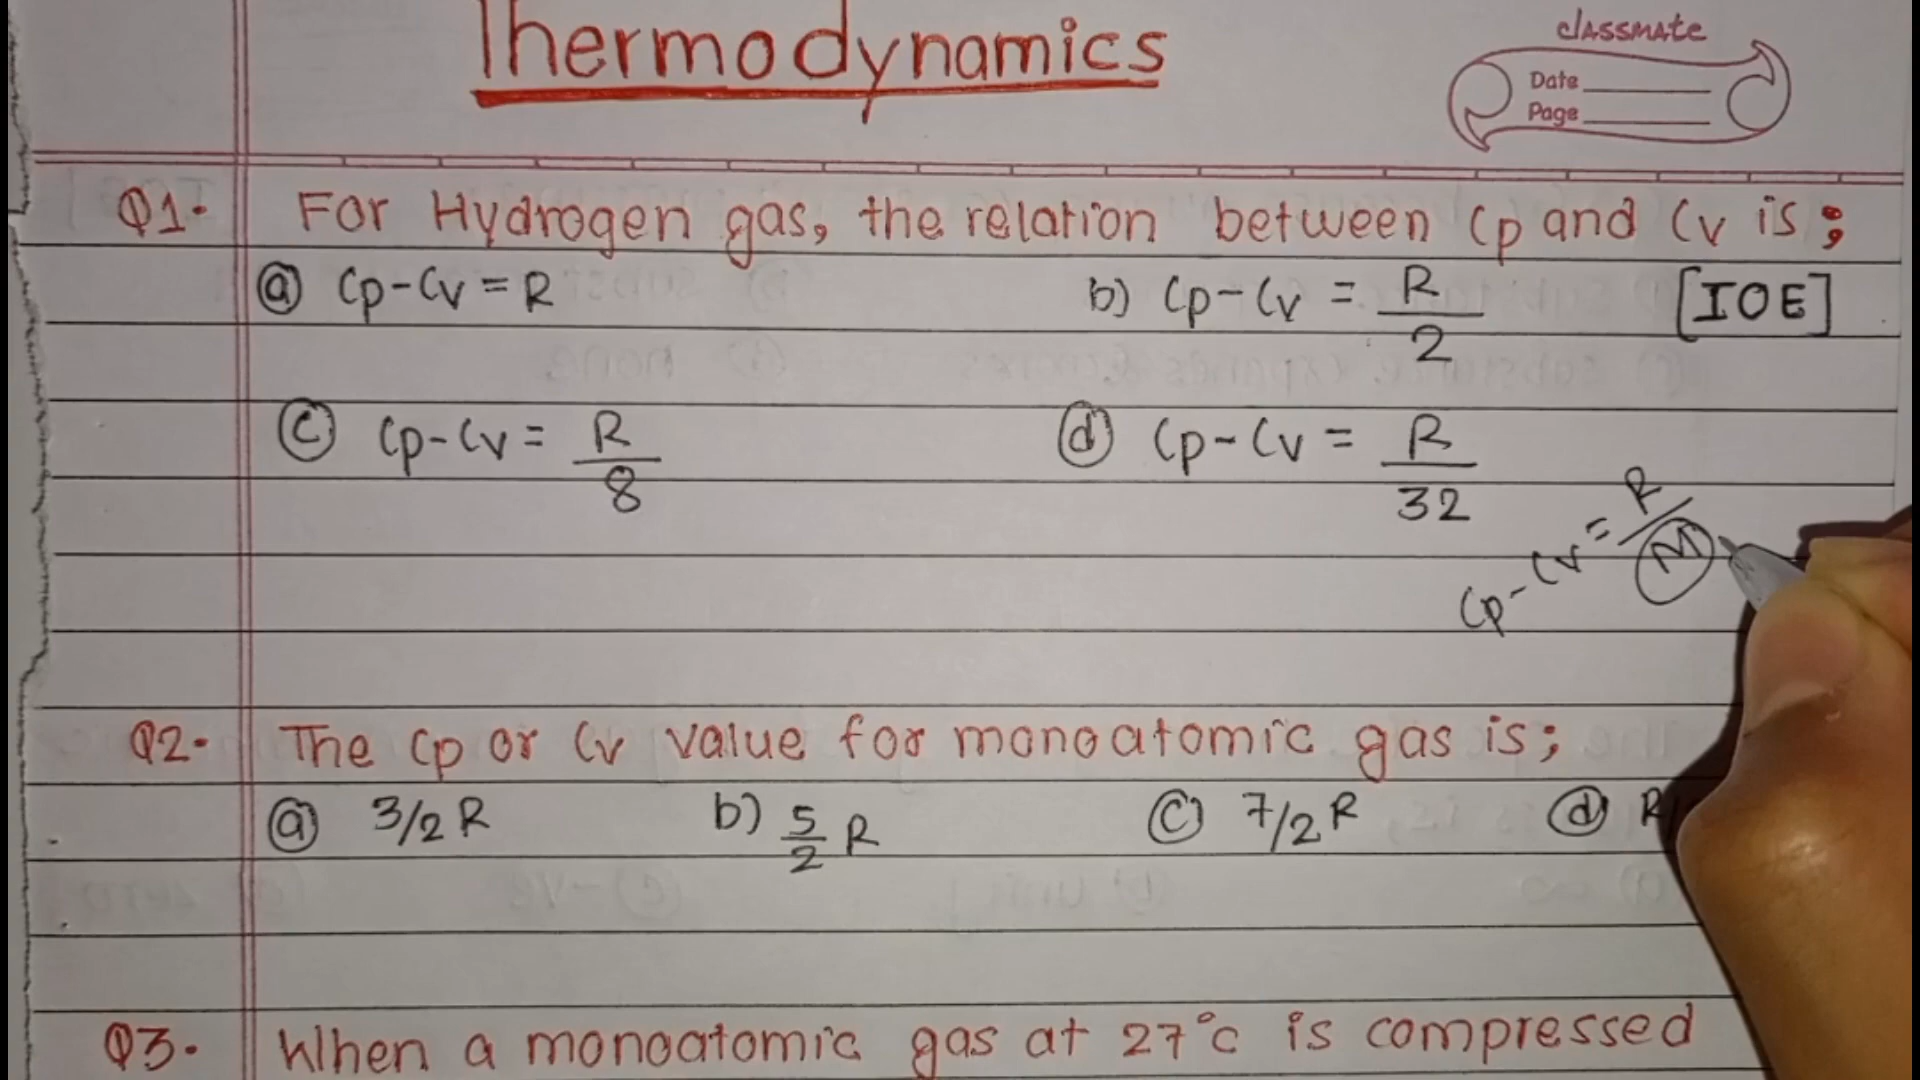 Thermodynamics
classmate
Date
Page
Q1. For Hydrogen gas, the relation between Cp and Cv is;
(a) Cp-Cv = R b) Cp-Cv = R/2 [IOE]
(c) Cp-Cv = R/8 (d) Cp-Cv = R/32
Cp-Cv = R/M
Q2. The Cp or Cv value for monoatomic gas is;
(a) 3/2 R b) 5/2 R (c) 7/2 R (d) R
Q3. When a monoatomic gas at 27°C is compressed